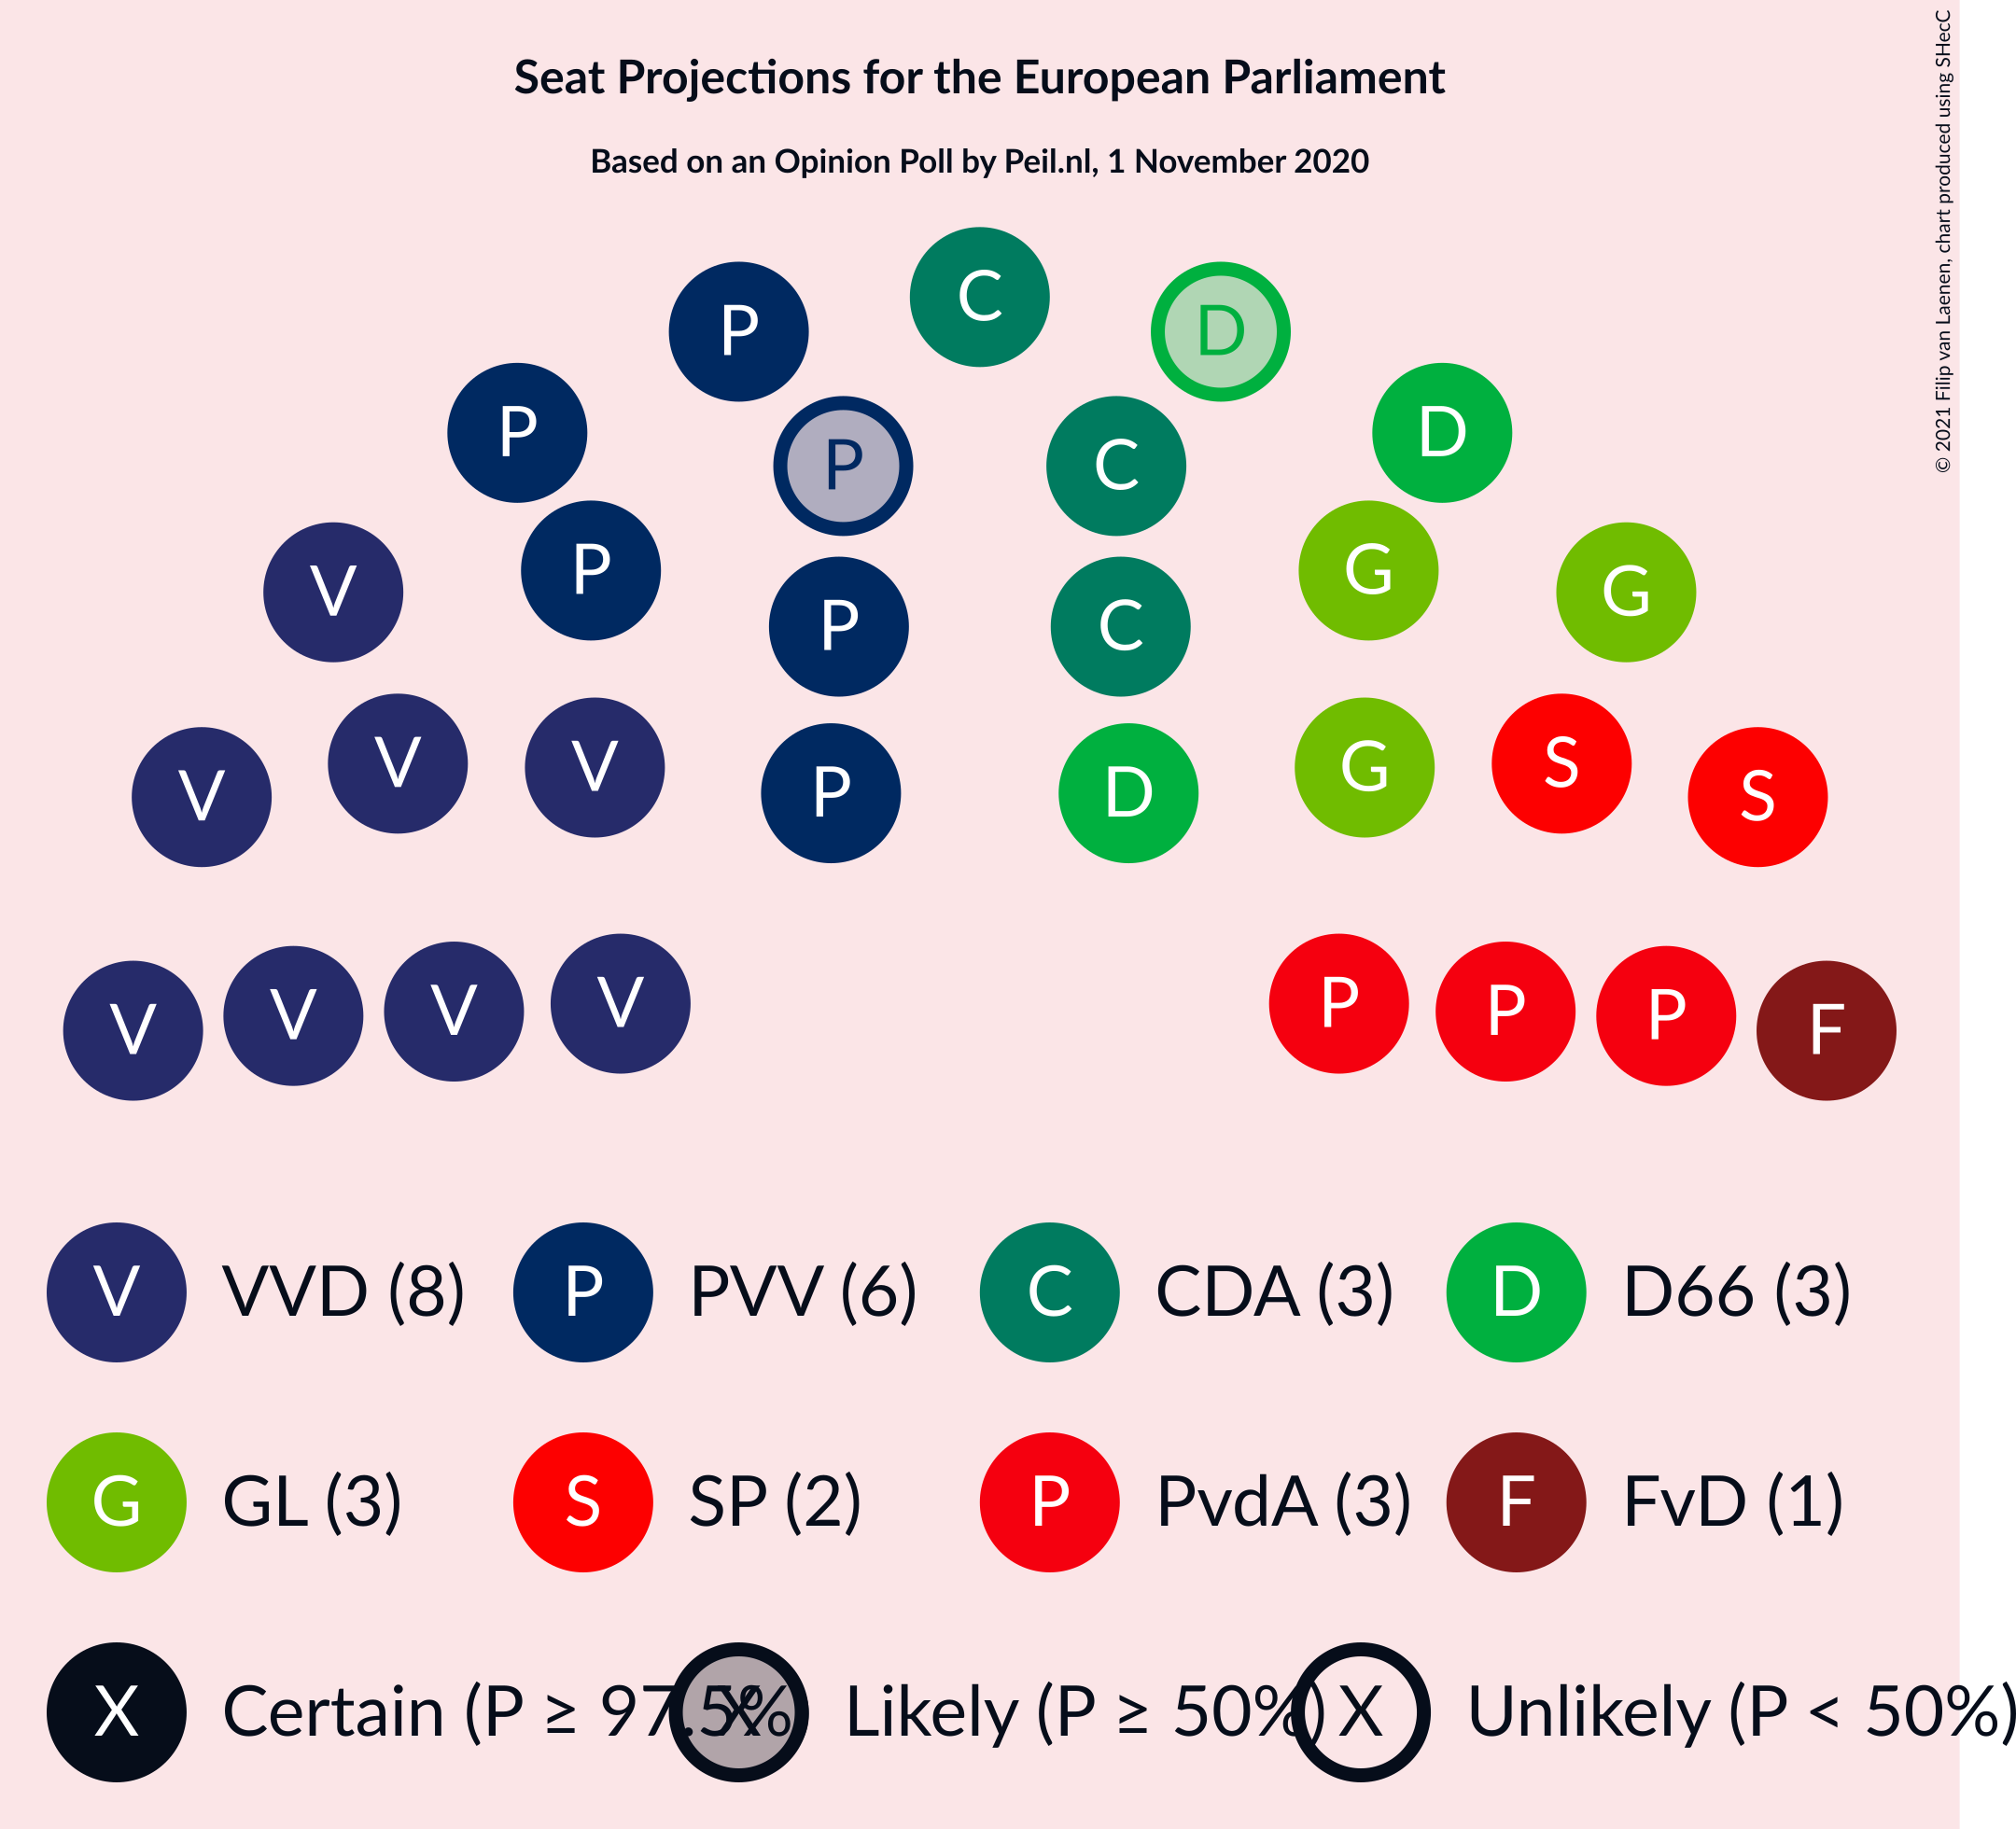 Seat Projections for the European Parliament
Based on an Opinion Poll by Peil.nl, 1 November 2020
© 2021 Filip van Laenen, chart produced using SHecC
C
P D
P D
P C
P G
V G
P C
V V P D G S S
V
V V V V P P P F
V VVD (8) P PVV (6) C CDA (3) D D66 (3)
G GL (3) S SP (2) P PvdA (3) F FvD (1)
X Certain (P ≥ 97.5% X Likely (P ≥ 50%) X Unlikely (P < 50%)